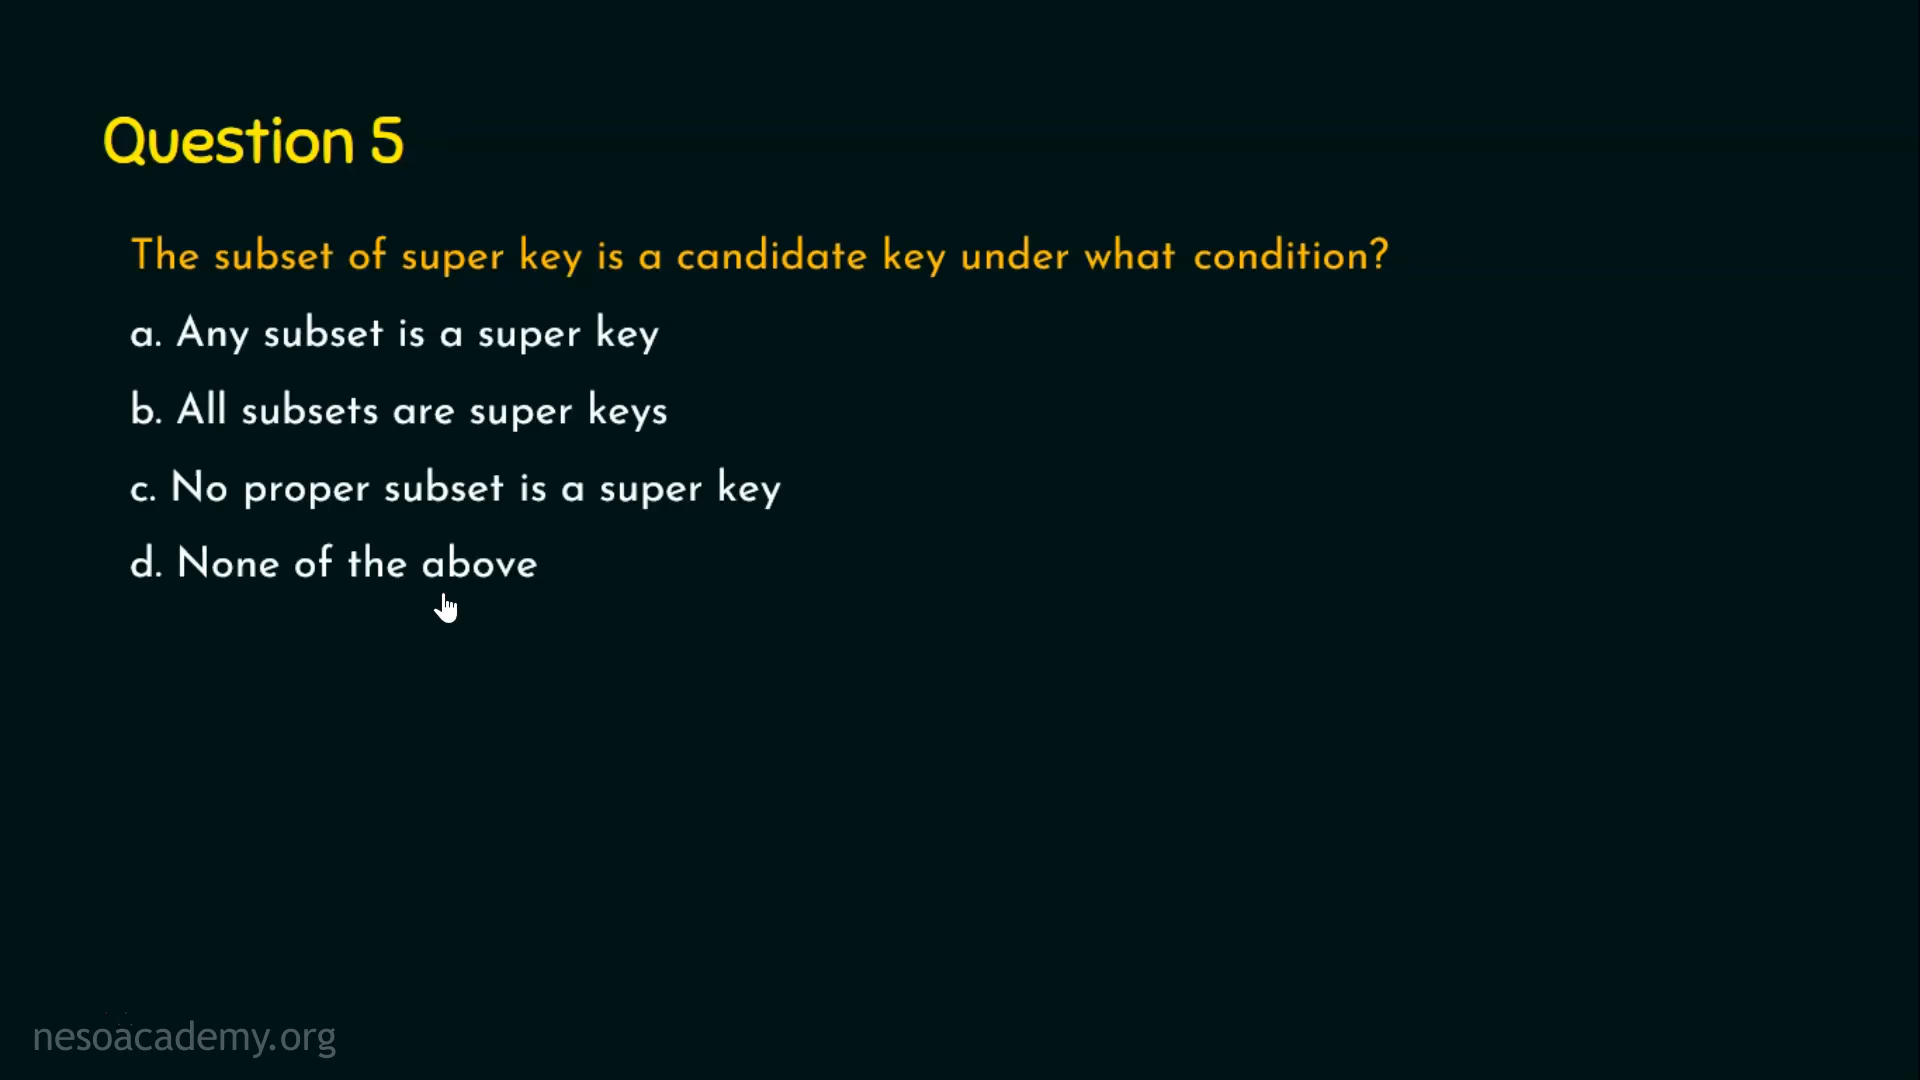 Question 5
The subset of super key is a candidate key under what condition?
a. Any subset is a super key
b. All subsets are super keys
c. No proper subset is a super key
d. None of the above
nesoacademy.org